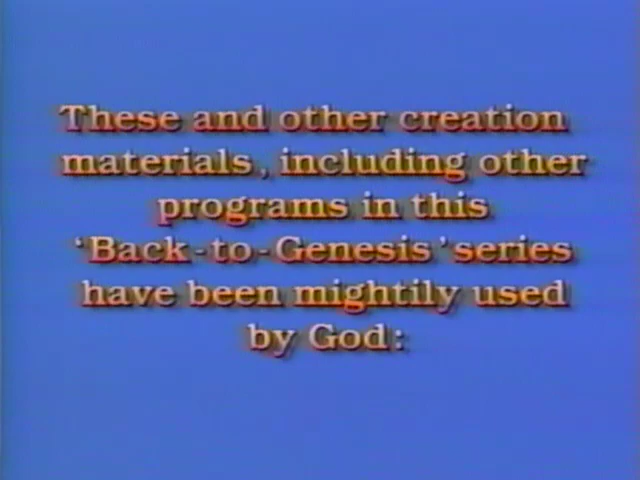 These and other creation
materials, including other
programs in this
'Back-to-Genesis' series
have been mightily used
by God: